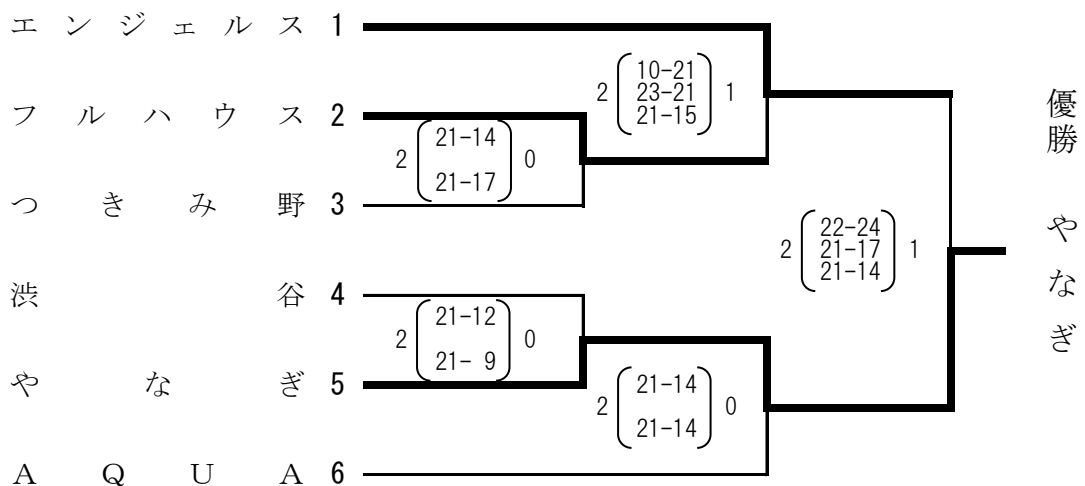 エンジェルス 1
フルハウス 2
つきみ野 3
渋谷 4
やなぎ 5
ＡＱＵＡ 6
2 21-14 0
21-17
2 21-12 0
21- 9
10-21
2 23-21 1
21-15
2 21-14 0
21-14
22-24
2 21-17 1
21-14
優勝 やなぎ